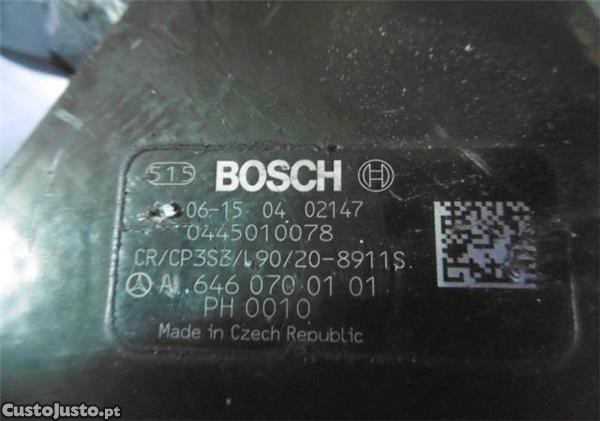 515 BOSCH
06-15 04 02147
0445010078
CR/CP3S3/L90/20-8911S
A 646 070 01 01
PH 0010
Made in Czech Republic
CustoJusto.pt